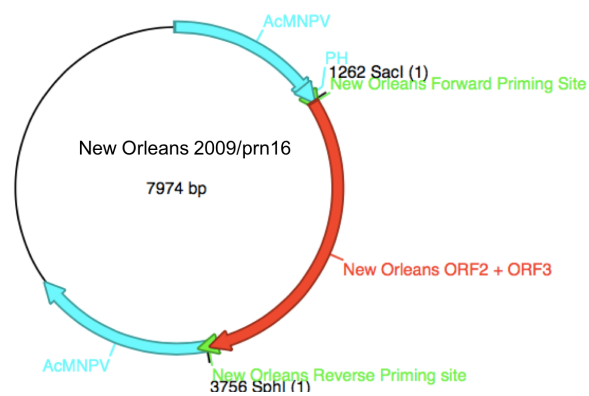 AcMNPV
PH
1262 SacI (1)
New Orleans Forward Priming Site
New Orleans 2009/prn16
7974 bp
New Orleans ORF2 + ORF3
AcMNPV
New Orleans Reverse Priming site
3756 SphI (1)